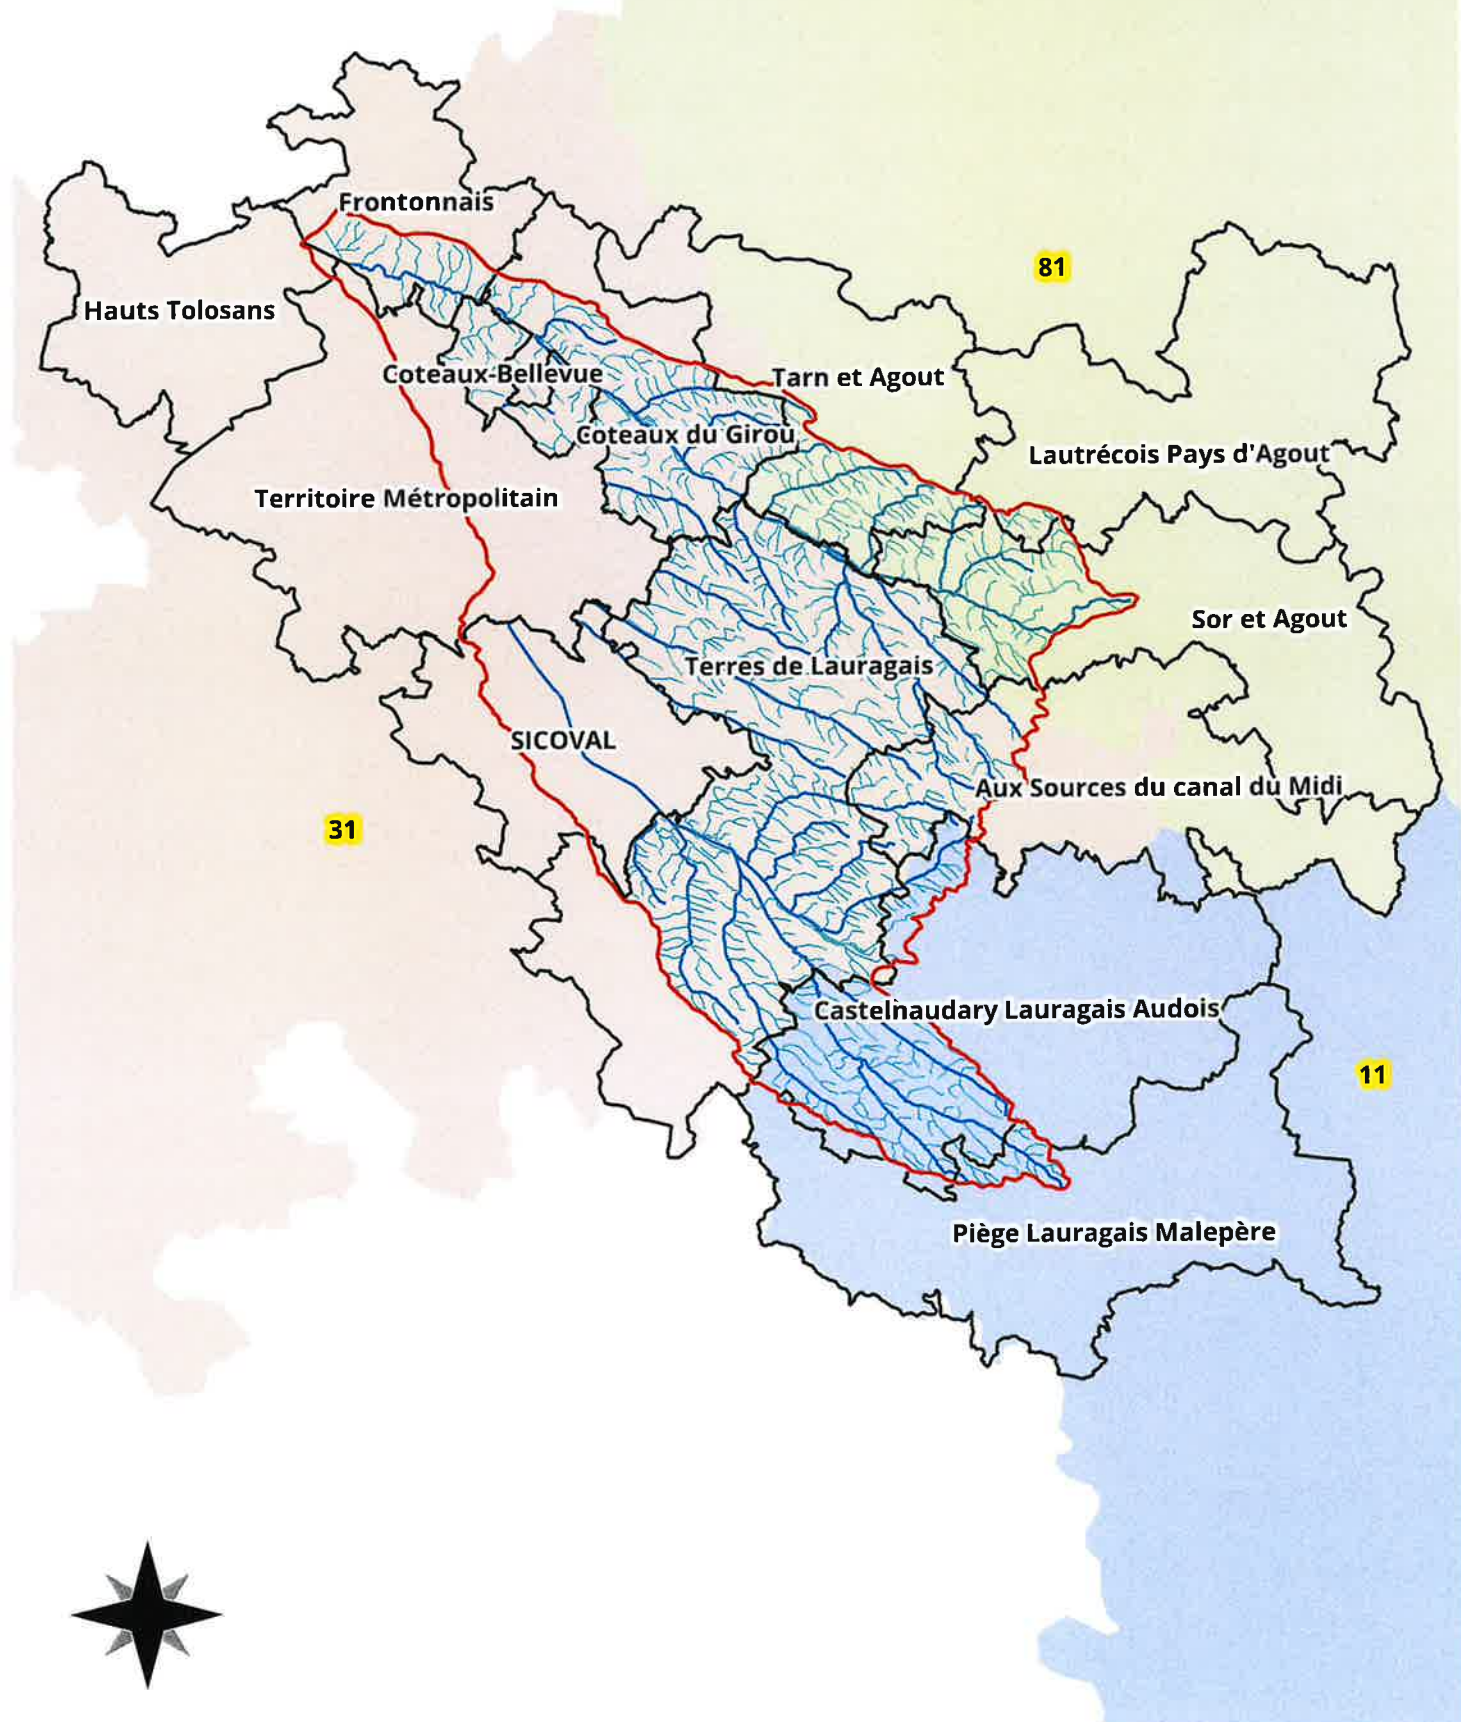 Frontonnais
81
Hauts Tolosans
Coteaux-Bellevue
Tarn et Agout
Coteaux du Girou
Lautrécois Pays d'Agout
Territoire Métropolitain
Sor et Agout
Terres de Lauragais
SICOVAL
Aux Sources du canal du Midi
31
Castelnaudary Lauragais Audois
11
Piège Lauragais Malepère